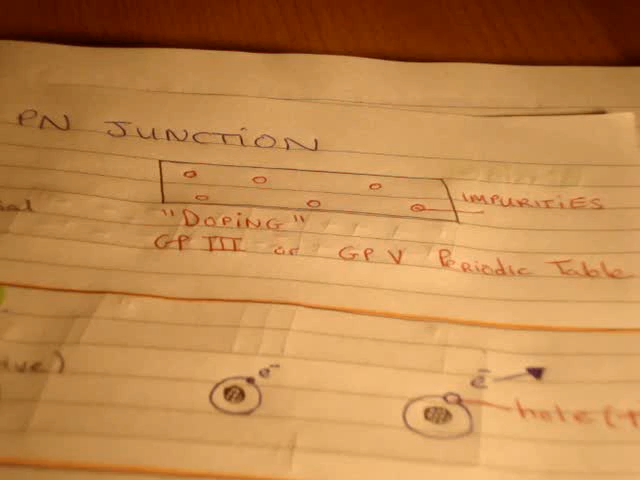 PN JUNCTION
IMPURITIES
"DOPING"
GP III or GP V Periodic Table
e⁻
e⁻
hole (+